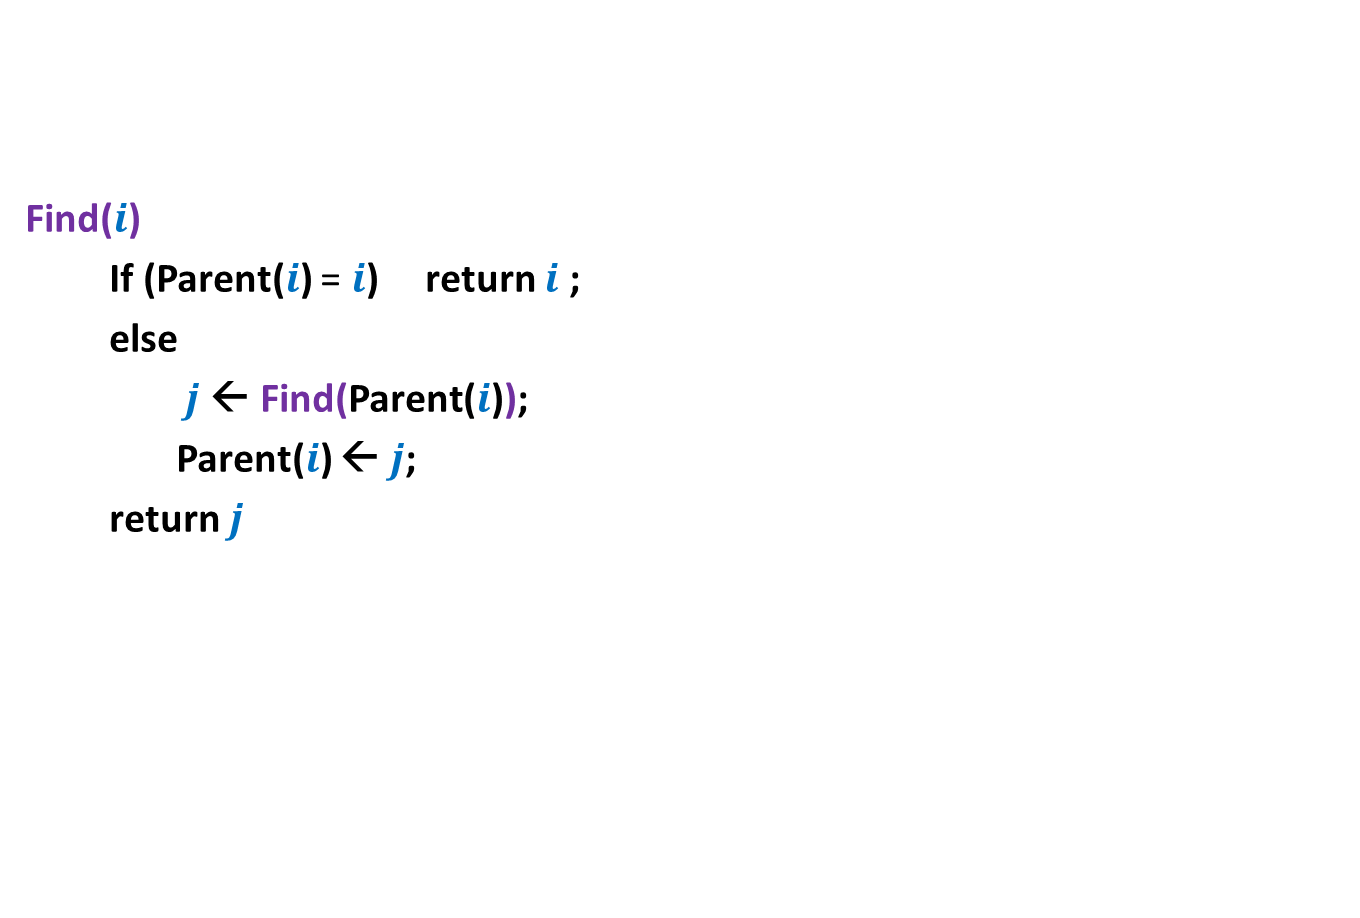 Find(i)
If (Parent(i) = i) return i ;
else
j ← Find(Parent(i));
Parent(i) ← j;
return j